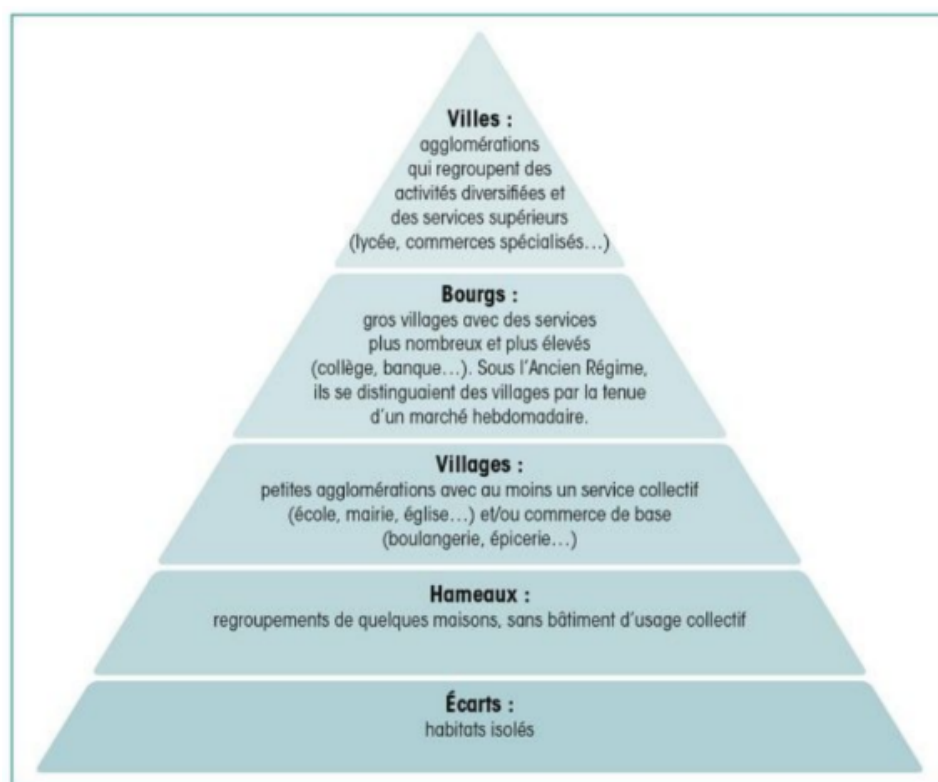 Villes :
agglomérations
qui regroupent des
activités diversifiées et
des services supérieurs
(lycée, commerces spécialisés...)
Bourgs :
gros villages avec des services
plus nombreux et plus élevés
(collège, banque...). Sous l'Ancien Régime,
ils se distinguaient des villages par la tenue
d'un marché hebdomadaire.
Villages :
petites agglomérations avec au moins un service collectif
(école, mairie, église...) et/ou commerce de base
(boulangerie, épicerie...)
Hameaux :
regroupements de quelques maisons, sans bâtiment d'usage collectif
Écarts :
habitats isolés